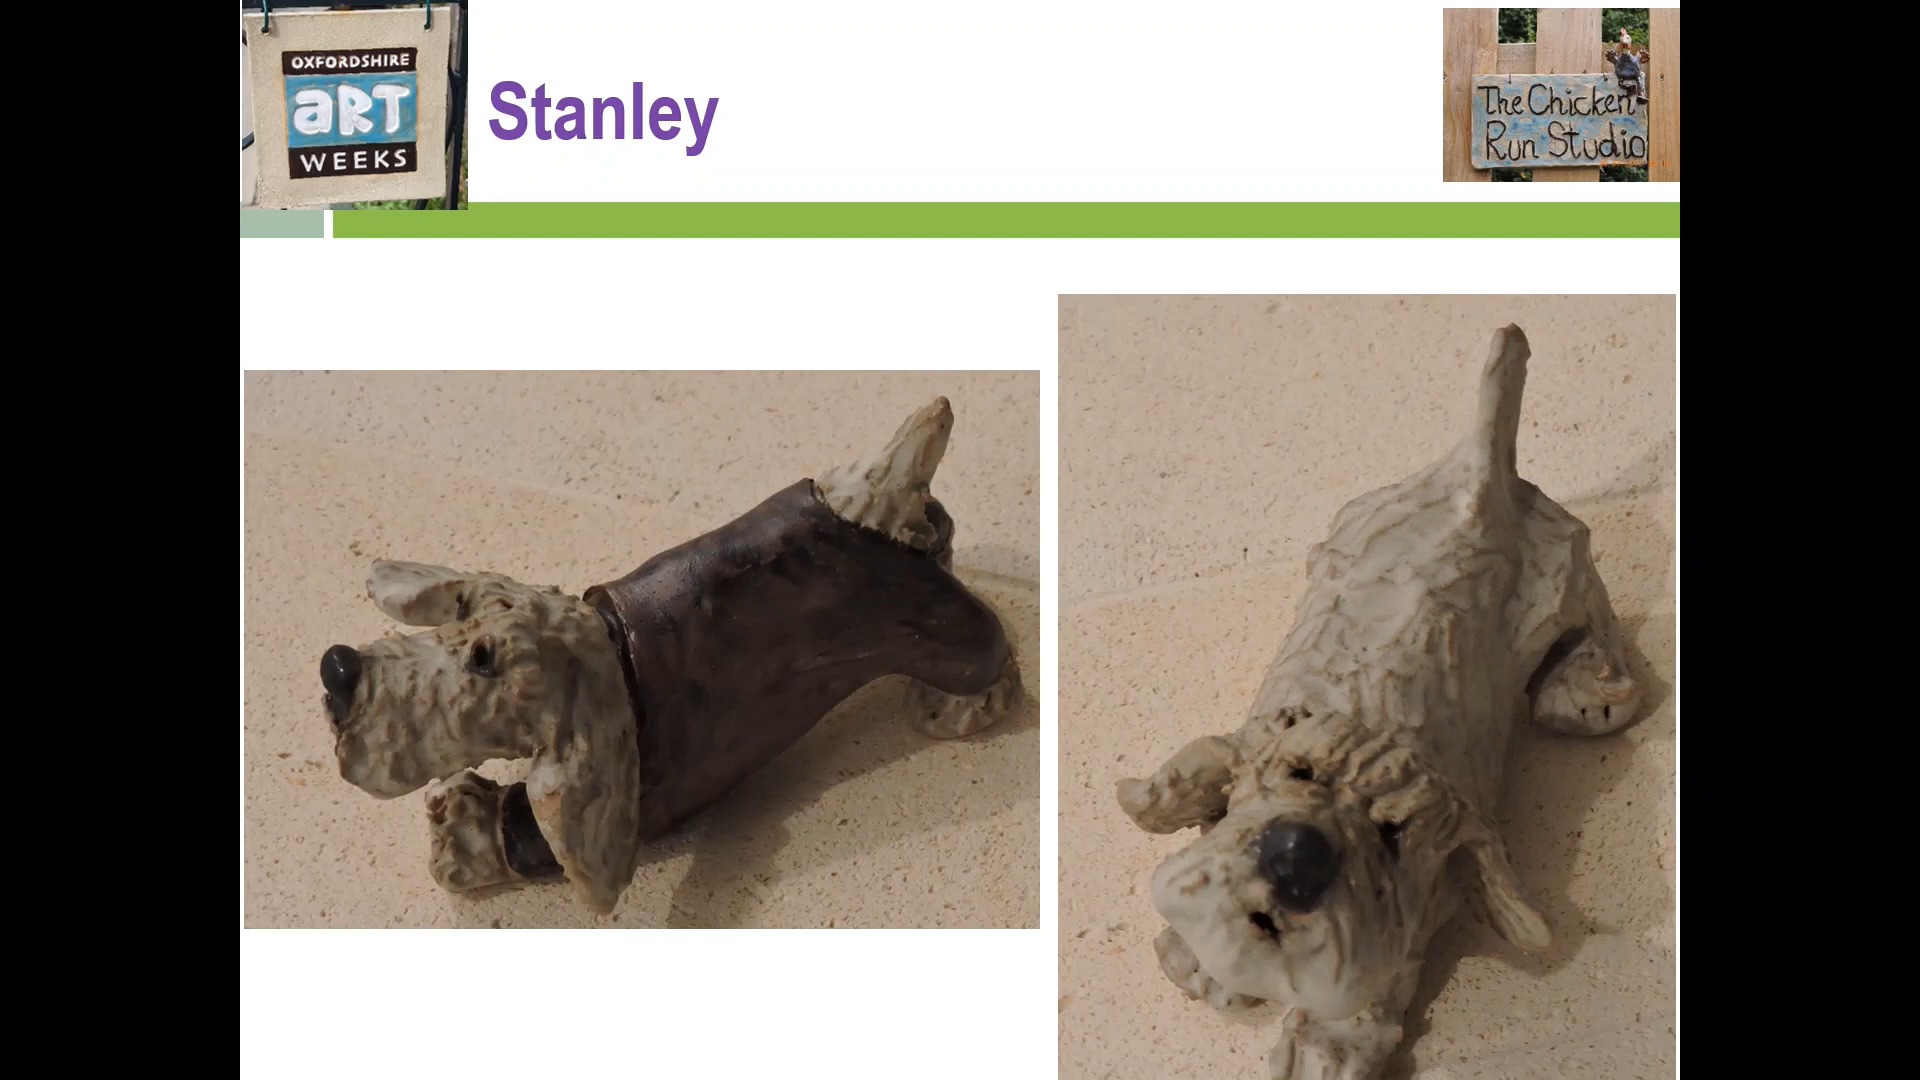 OXFORDSHIRE
aRT
WEEKS
Stanley
The Chicken
Run Studio